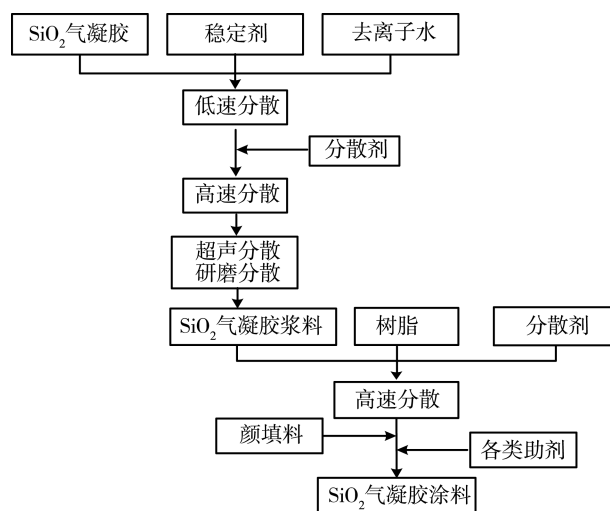 SiO₂气凝胶
稳定剂
去离子水
低速分散
分散剂
高速分散
超声分散
研磨分散
SiO₂气凝胶浆料
树脂
分散剂
高速分散
颜填料
各类助剂
SiO₂气凝胶涂料